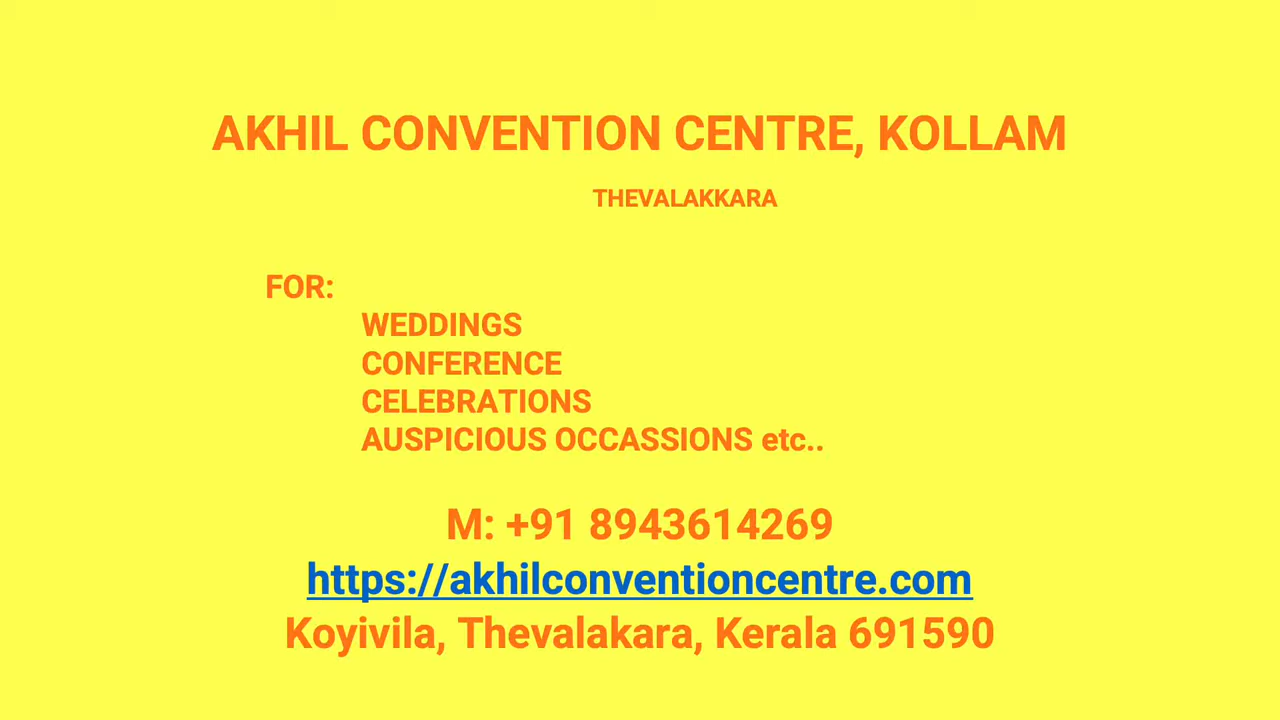 AKHIL CONVENTION CENTRE, KOLLAM
THEVALAKKARA
FOR:
WEDDINGS
CONFERENCE
CELEBRATIONS
AUSPICIOUS OCCASSIONS etc..
M: +91 8943614269
https://akhilconventioncentre.com
Koyivila, Thevalakara, Kerala 691590